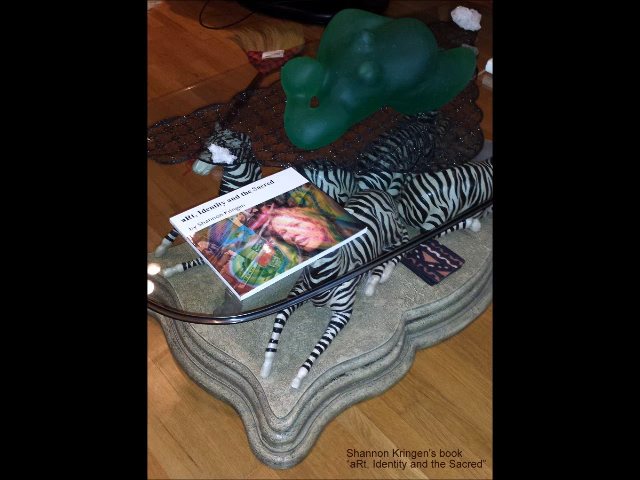 aRt, Identity and the Sacred
by Shannon Kringen
Shannon Kringen's book
"aRt. Identity and the Sacred"